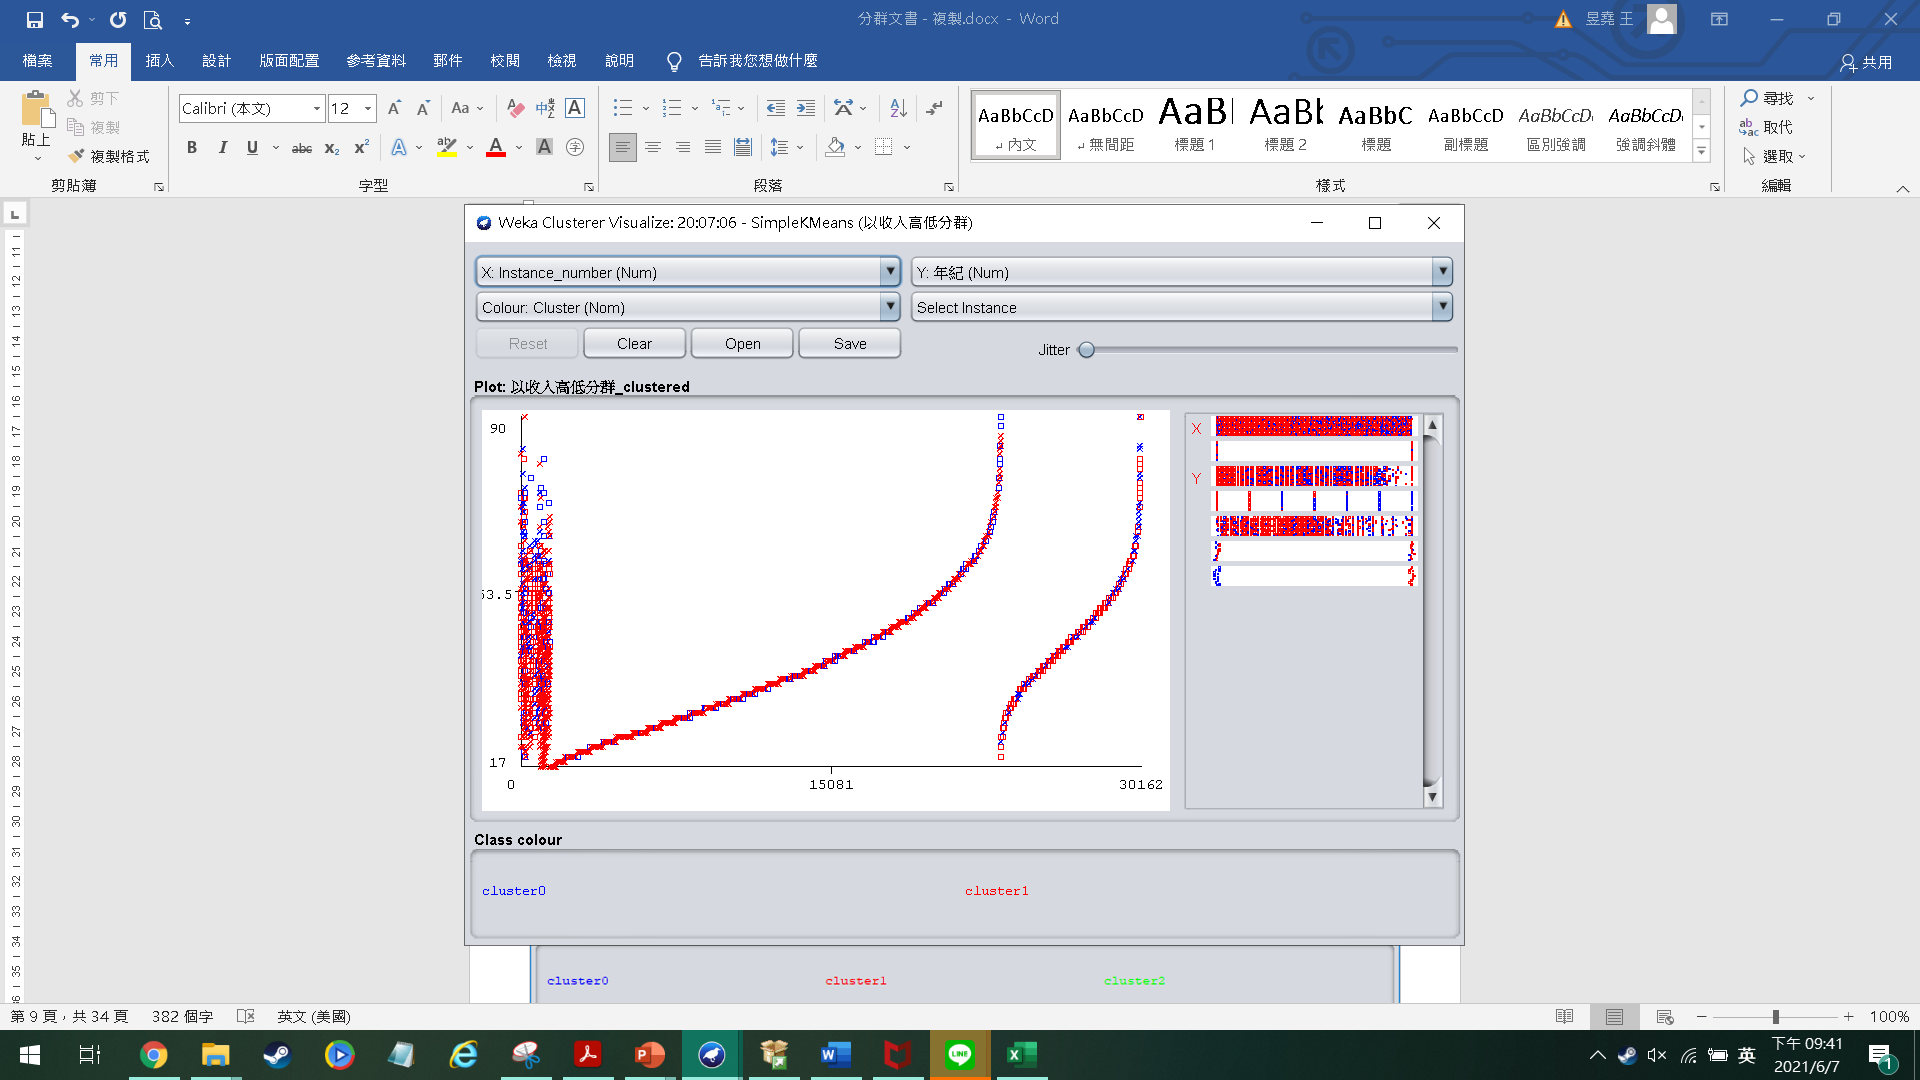 分群文書 - 複製.docx - Word
昱堯 王
檔案 常用 插入 設計 版面配置 參考資料 郵件 校閱 檢視 說明 告訴我您想做什麼
共用
貼上
剪下
複製
複製格式
剪貼簿
Calibri (本文) 12
字型
段落
AaBbCcD AaBbCcD AaB AaBb AaBbC AaBbCcD AaBbCcD AaBbCcD
內文 無間距 標題 1 標題 2 標題 副標題 區別強調 強調斜體
樣式
尋找
取代
選取
編輯
Weka Clusterer Visualize: 20:07:06 - SimpleKMeans (以收入高低分群)
X: Instance_number (Num)
Y: 年紀 (Num)
Colour: Cluster (Nom)
Select Instance
Reset Clear Open Save
Jitter
Plot: 以收入高低分群_clustered
90
53.5
17
0 15081 30162
X
Y
Class colour
cluster0 cluster1
cluster0 cluster1 cluster2
第 9 頁，共 34 頁 382 個字 英文 (美國)
100%
英
下午 09:41
2021/6/7
1